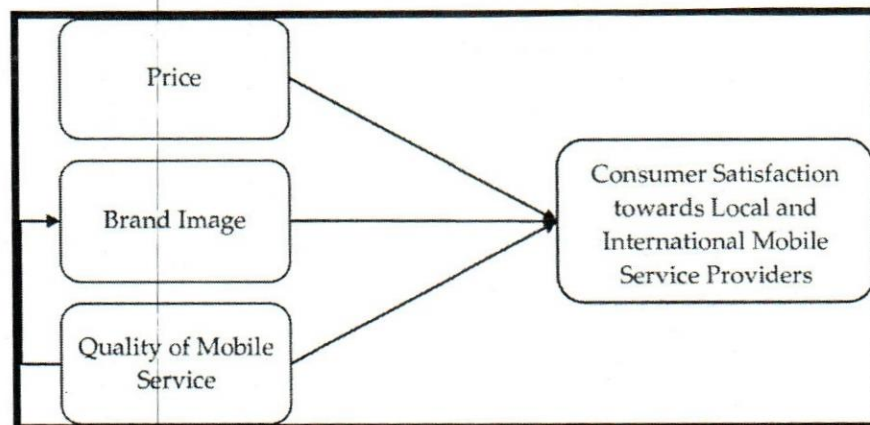 Price
Brand Image
Quality of Mobile
Service
Consumer Satisfaction
towards Local and
International Mobile
Service Providers